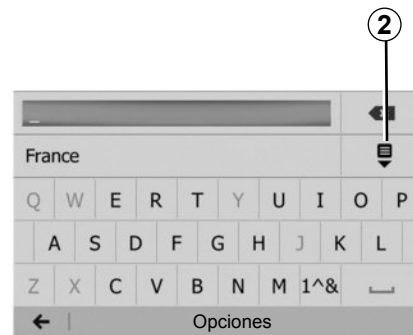 2
_
France
Q W E R T Y U I O P
A S D F G H J K L
Z X C V B N M 1^&
Opciones